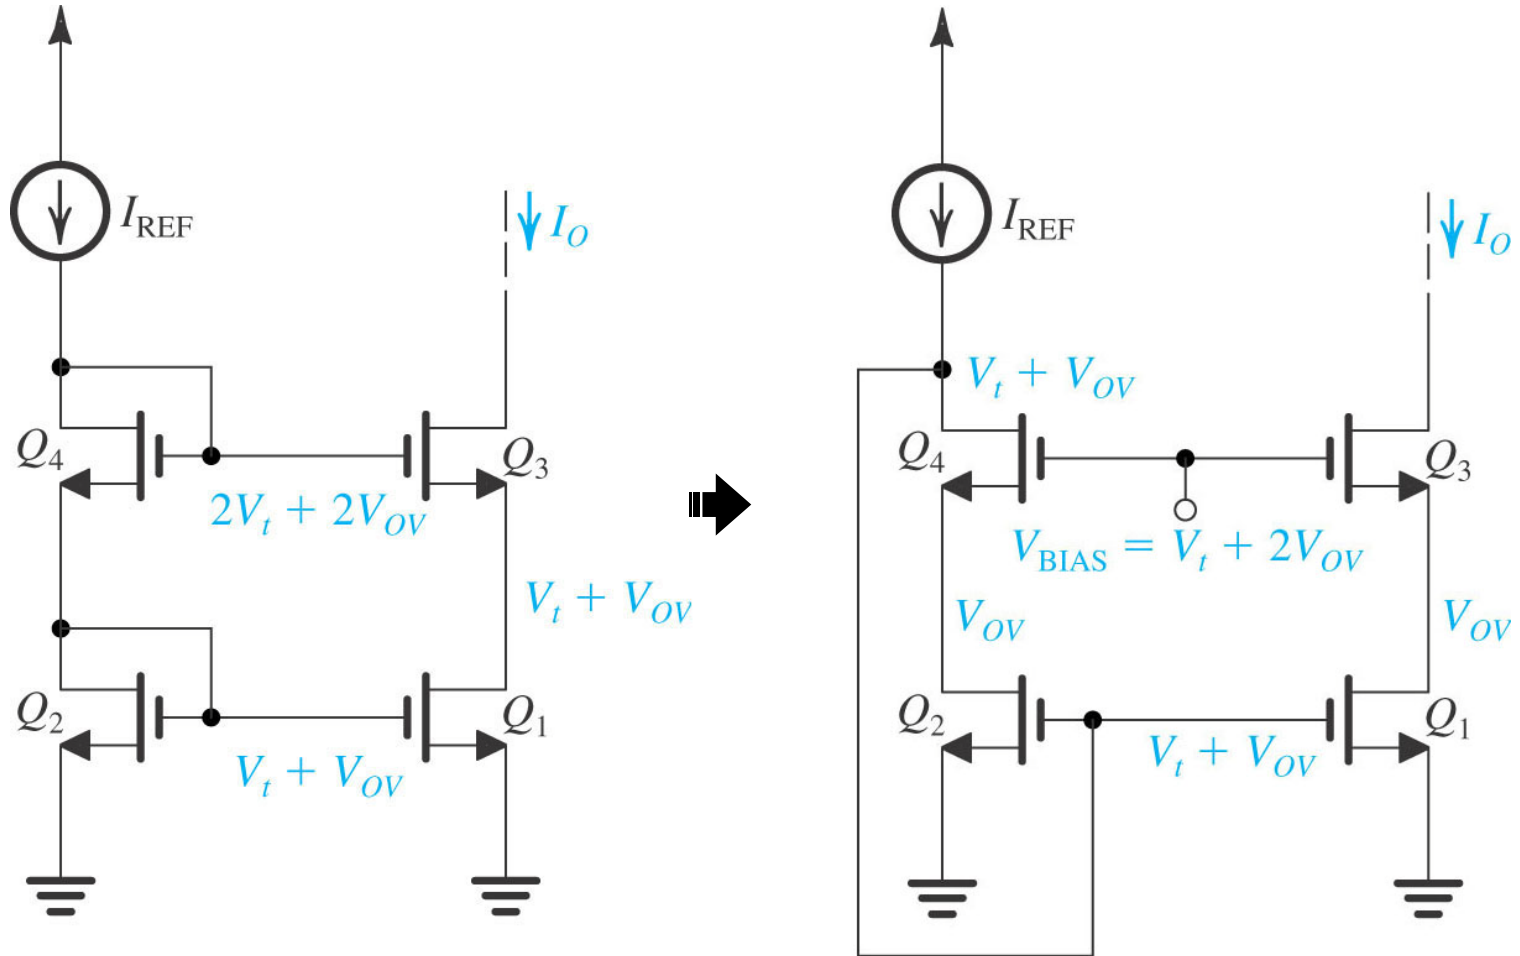 I_REF
I_O
Q_4
Q_3
2V_t + 2V_OV
V_t + V_OV
Q_2
Q_1
V_t + V_OV
I_REF
I_O
V_t + V_OV
Q_4
Q_3
V_BIAS = V_t + 2V_OV
V_OV
V_OV
Q_2
Q_1
V_t + V_OV